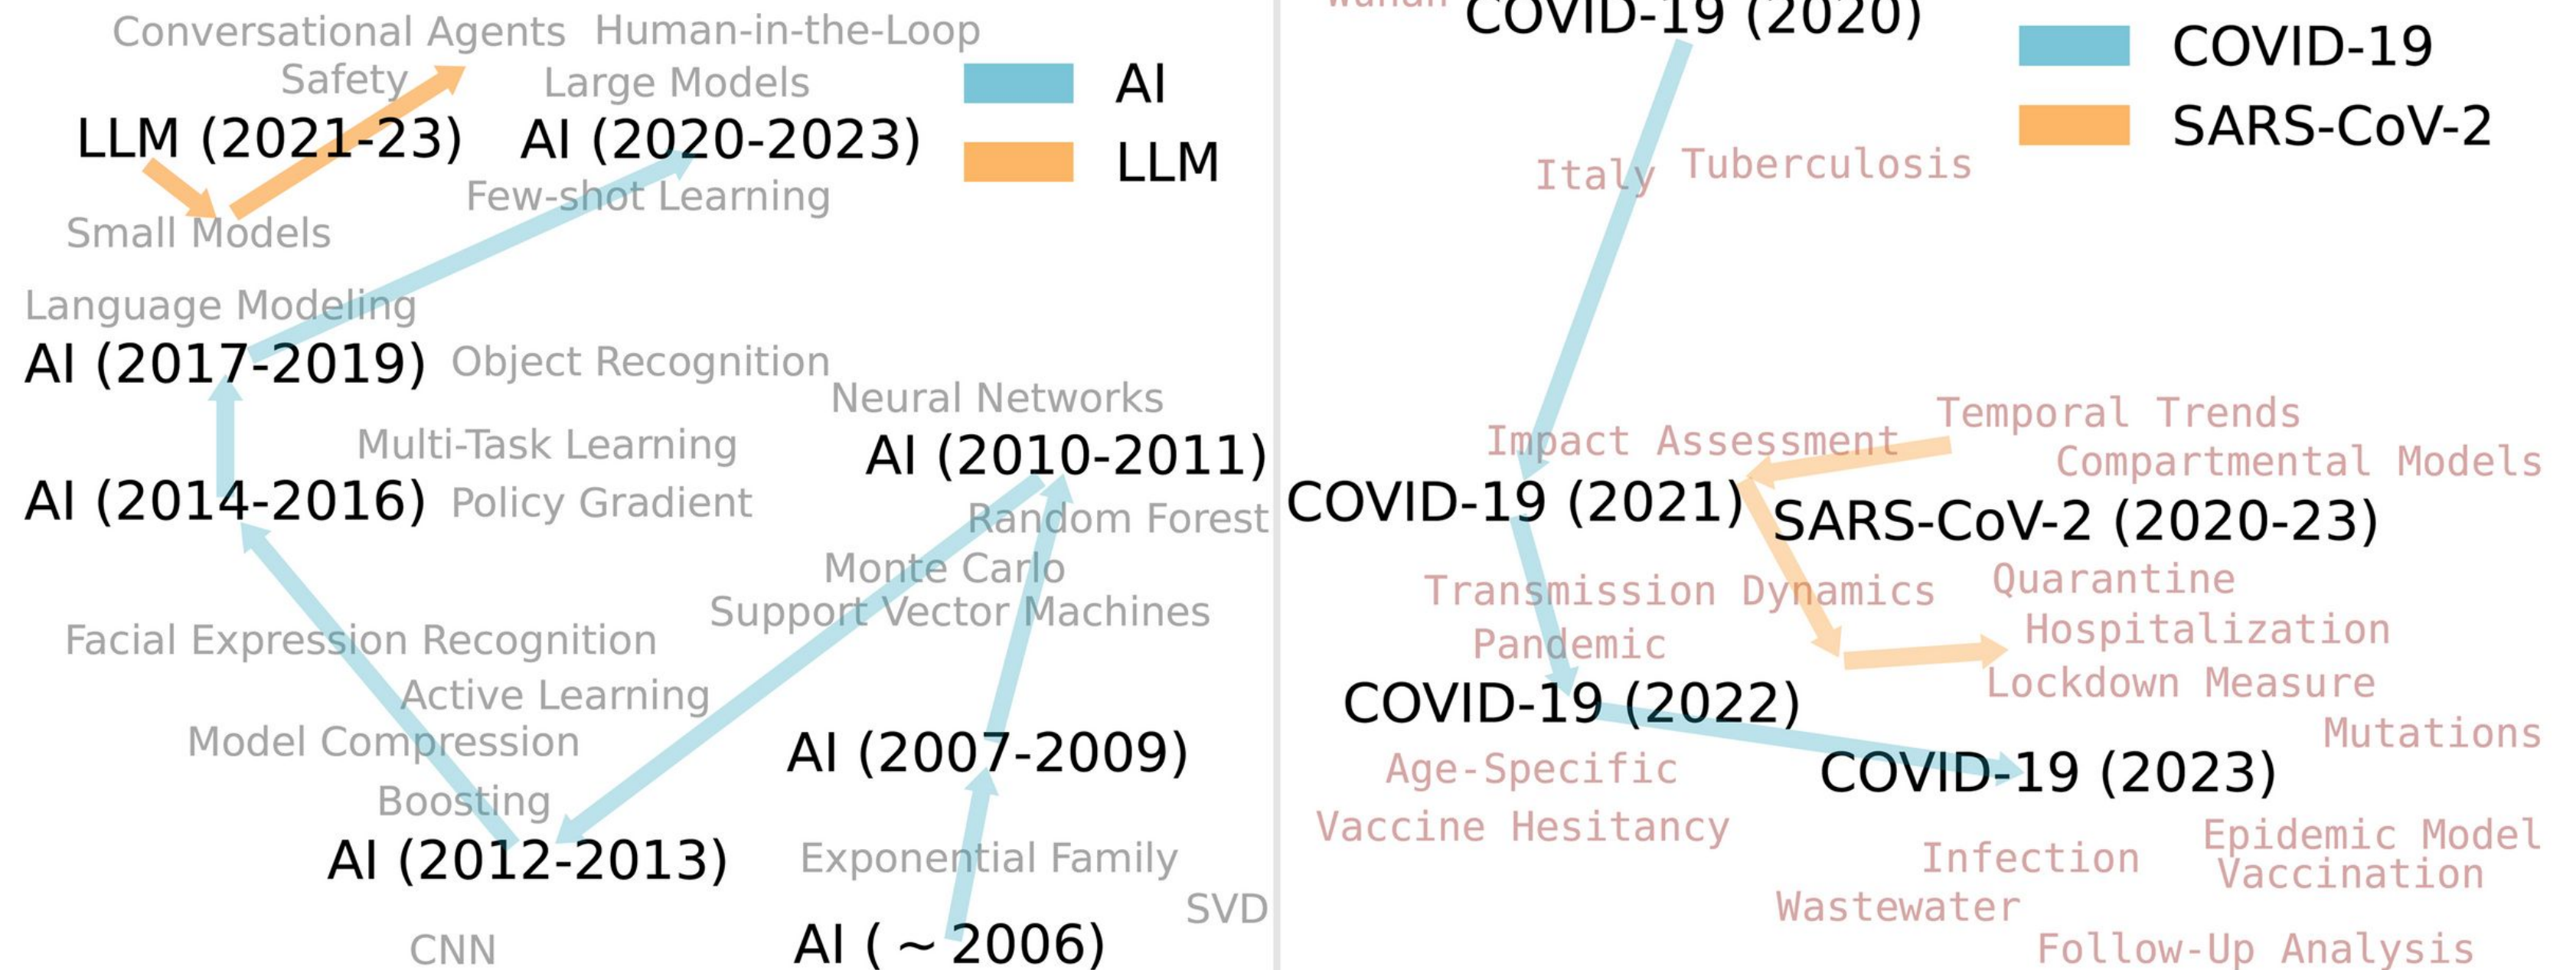 Conversational Agents
Human-in-the-Loop
Safety
Large Models
AI
LLM (2021-23)
AI (2020-2023)
LLM
Few-shot Learning
Small Models
Language Modeling
AI (2017-2019)
Object Recognition
Neural Networks
Multi-Task Learning
AI (2010-2011)
AI (2014-2016)
Policy Gradient
Random Forest
Monte Carlo
Support Vector Machines
Facial Expression Recognition
Active Learning
Model Compression
AI (2007-2009)
Boosting
AI (2012-2013)
Exponential Family
SVD
CNN
AI ( ~ 2006)
Wuhan
COVID-19 (2020)
COVID-19
SARS-CoV-2
Italy
Tuberculosis
Temporal Trends
Impact Assessment
Compartmental Models
COVID-19 (2021)
SARS-CoV-2 (2020-23)
Quarantine
Transmission Dynamics
Hospitalization
Pandemic
Lockdown Measure
COVID-19 (2022)
Mutations
Age-Specific
COVID-19 (2023)
Vaccine Hesitancy
Epidemic Model
Infection
Vaccination
Wastewater
Follow-Up Analysis